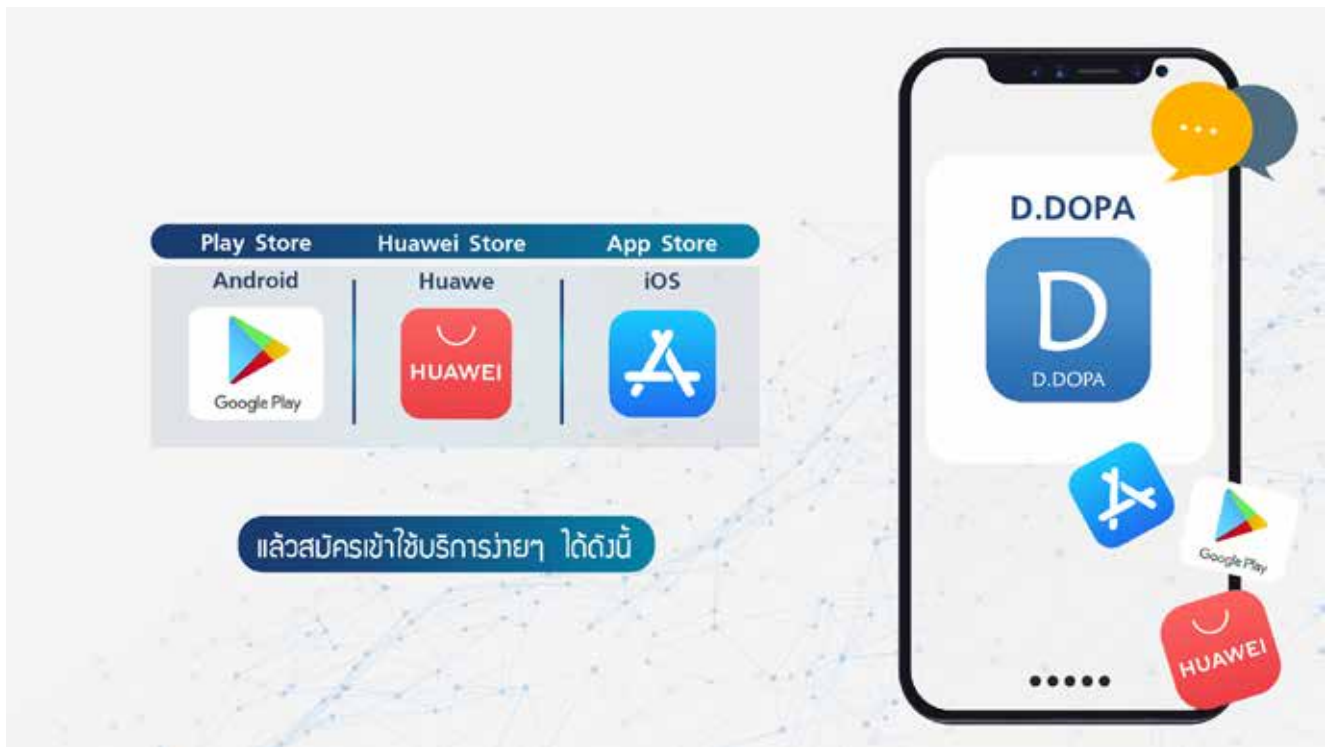 D.DOPA
Play Store Huawei Store App Store
Android Huawe iOS
Google Play HUAWEI
D
D.DOPA
แล้วสมัครเข้าใช้บริการง่ายๆ ได้ดังนี้
Google Play
HUAWEI